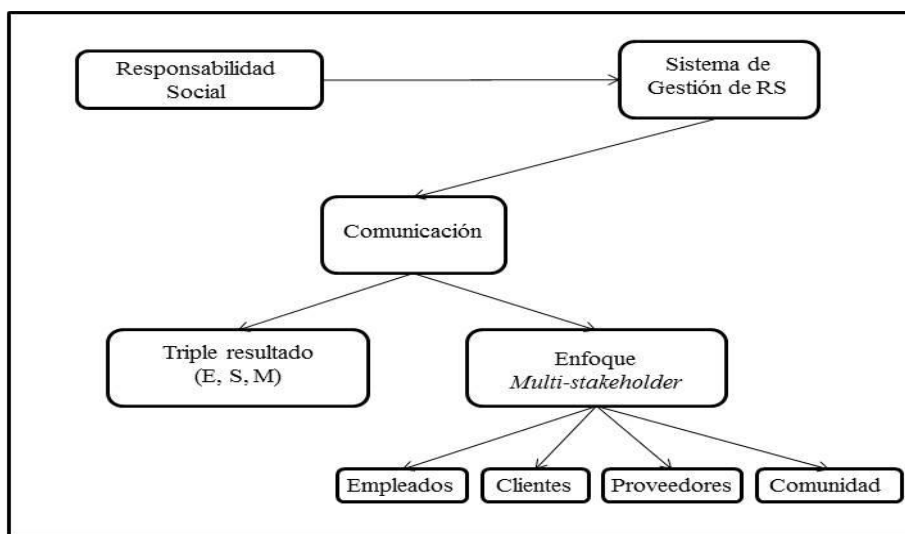 Responsabilidad
Social
Sistema de
Gestión de RS
Comunicación
Triple resultado
(E, S, M)
Enfoque
Multi-stakeholder
Empleados
Clientes
Proveedores
Comunidad